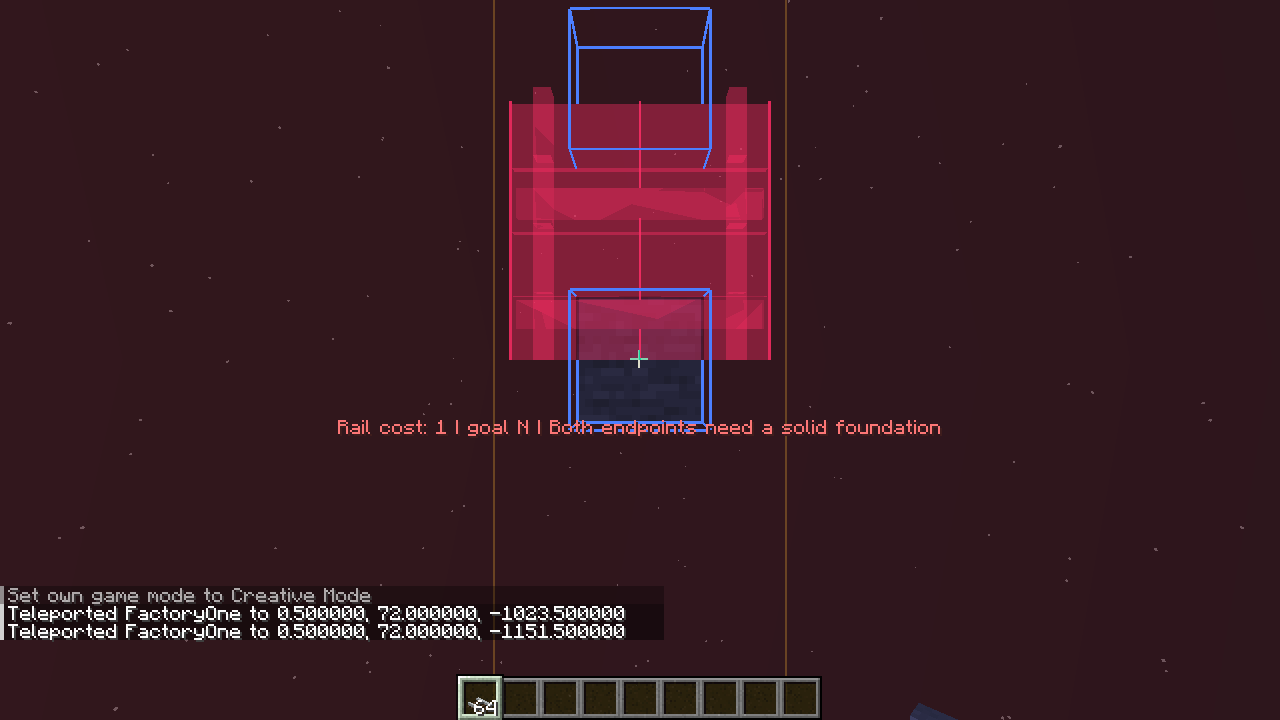 Rail cost: 1 | goal N | Both endpoints need a solid foundation
Set own game mode to Creative Mode
Teleported FactoryOne to 0.500000, 72.000000, -1023.500000
Teleported FactoryOne to 0.500000, 72.000000, -1151.500000
64